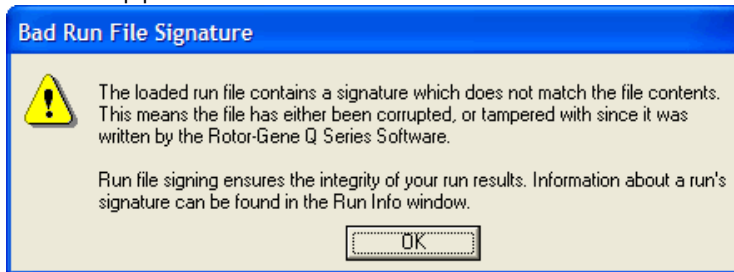 Bad Run File Signature
The loaded run file contains a signature which does not match the file contents.
This means the file has either been corrupted, or tampered with since it was
written by the Rotor-Gene Q Series Software.
Run file signing ensures the integrity of your run results. Information about a run's
signature can be found in the Run Info window.
OK